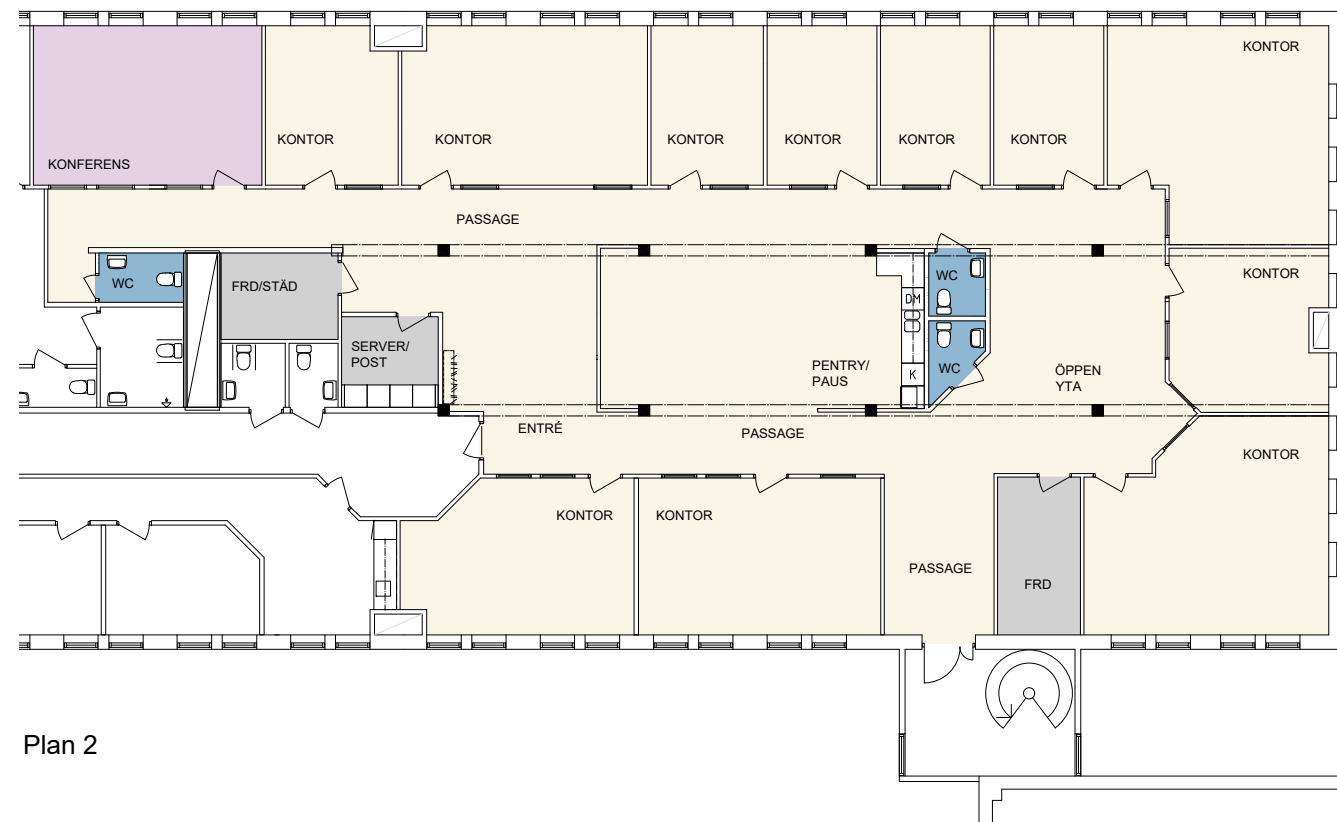 KONTOR
KONTOR
KONTOR
KONTOR
KONTOR
KONTOR
KONTOR
KONFERENS
PASSAGE
WC
FRD/STÄD
WC
KONTOR
DM
SERVER/
POST
PENTRY/
PAUS
K
WC
ÖPPEN
YTA
ENTRÉ
PASSAGE
KONTOR
KONTOR
KONTOR
PASSAGE
FRD
Plan 2